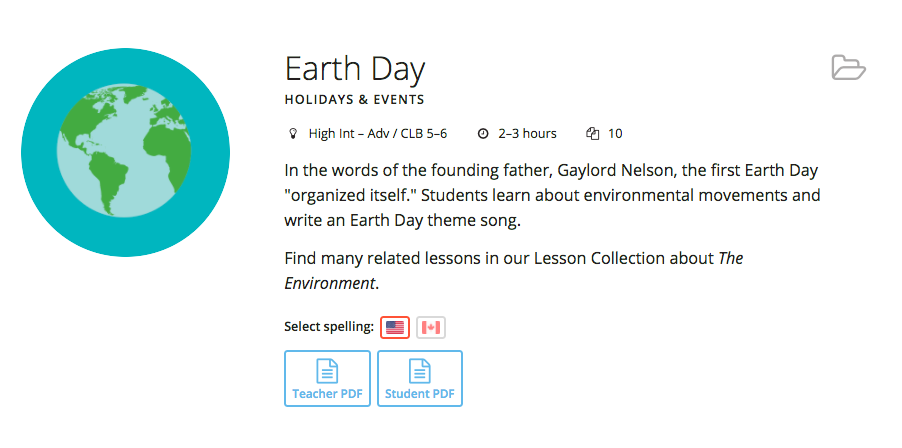 Earth Day
HOLIDAYS & EVENTS
High Int – Adv / CLB 5–6 2–3 hours 10
In the words of the founding father, Gaylord Nelson, the first Earth Day
"organized itself." Students learn about environmental movements and
write an Earth Day theme song.
Find many related lessons in our Lesson Collection about The
Environment.
Select spelling:
Teacher PDF Student PDF